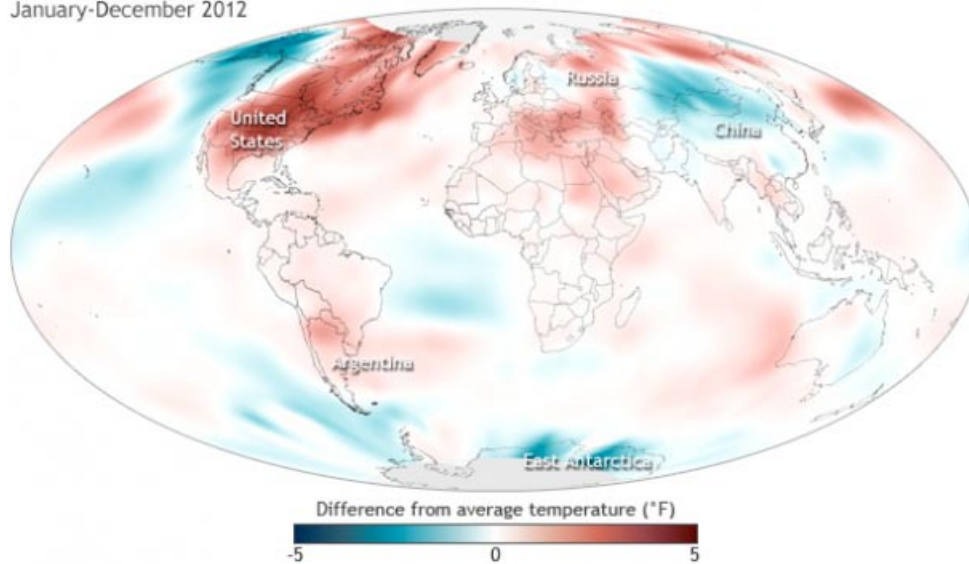 January-December 2012
Russia
United
States
China
Argentina
East Antarctica
Difference from average temperature (°F)
-5 0 5